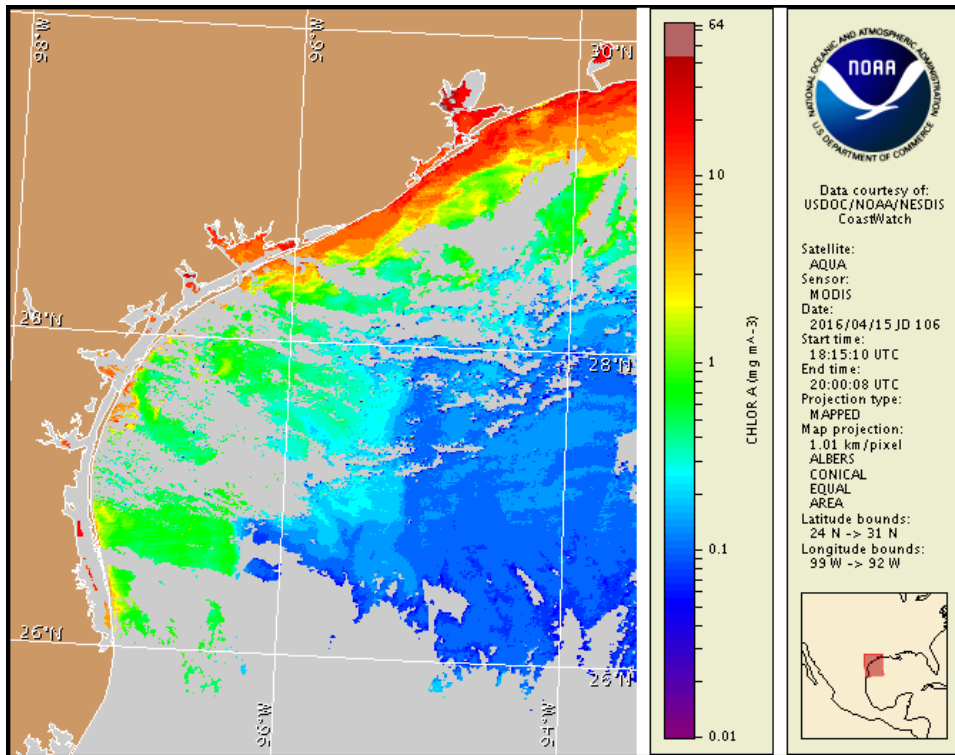 98°W
96°W
30°N
28°N
28°N
26°N
26°N
96°W
94°W
64
10
1
0.1
0.01
CHLOR A (mg m^-3)
NATIONAL OCEANIC AND ATMOSPHERIC ADMINISTRATION
NOAA
U.S. DEPARTMENT OF COMMERCE
Data courtesy of:
USDOC/NOAA/NESDIS
CoastWatch
Satellite:
AQUA
Sensor:
MODIS
Date:
2016/04/15 JD 106
Start time:
18:15:10 UTC
End time:
20:00:08 UTC
Projection type:
MAPPED
Map projection:
1.01 km/pixel
ALBERS
CONICAL
EQUAL
AREA
Latitude bounds:
24 N -> 31 N
Longitude bounds:
99 W -> 92 W